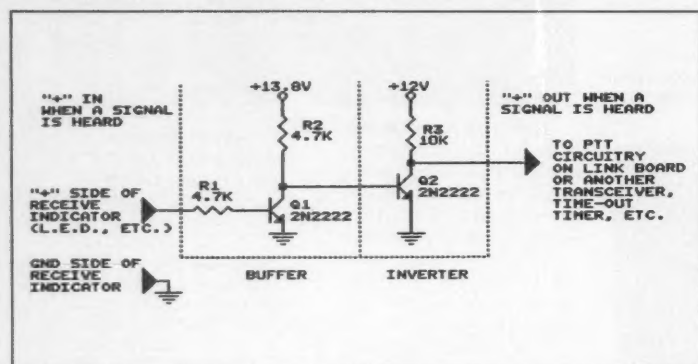 "+" IN
WHEN A SIGNAL
IS HEARD
+13.8V
R2
4.7K
+12V
R3
10K
"+" OUT WHEN A
SIGNAL IS HEARD
TO PTT
CIRCUITRY
ON LINK BOARD
OR ANOTHER
TRANSCEIVER,
TIME-OUT
TIMER, ETC.
"+" SIDE OF
RECEIVE
INDICATOR
(L.E.D., ETC.)
R1
4.7K
Q1
2N2222
Q2
2N2222
GND SIDE OF
RECEIVE
INDICATOR
BUFFER
INVERTER